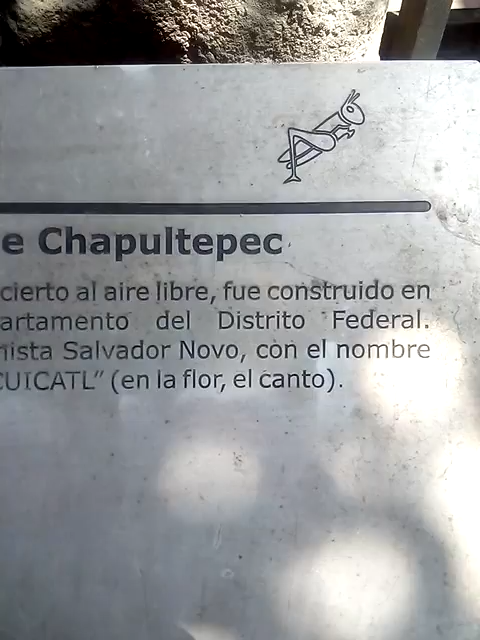 e Chapultepec
cierto al aire libre, fue construido en
artamento del Distrito Federal.
nista Salvador Novo, con el nombre
CUICATL” (en la flor, el canto).